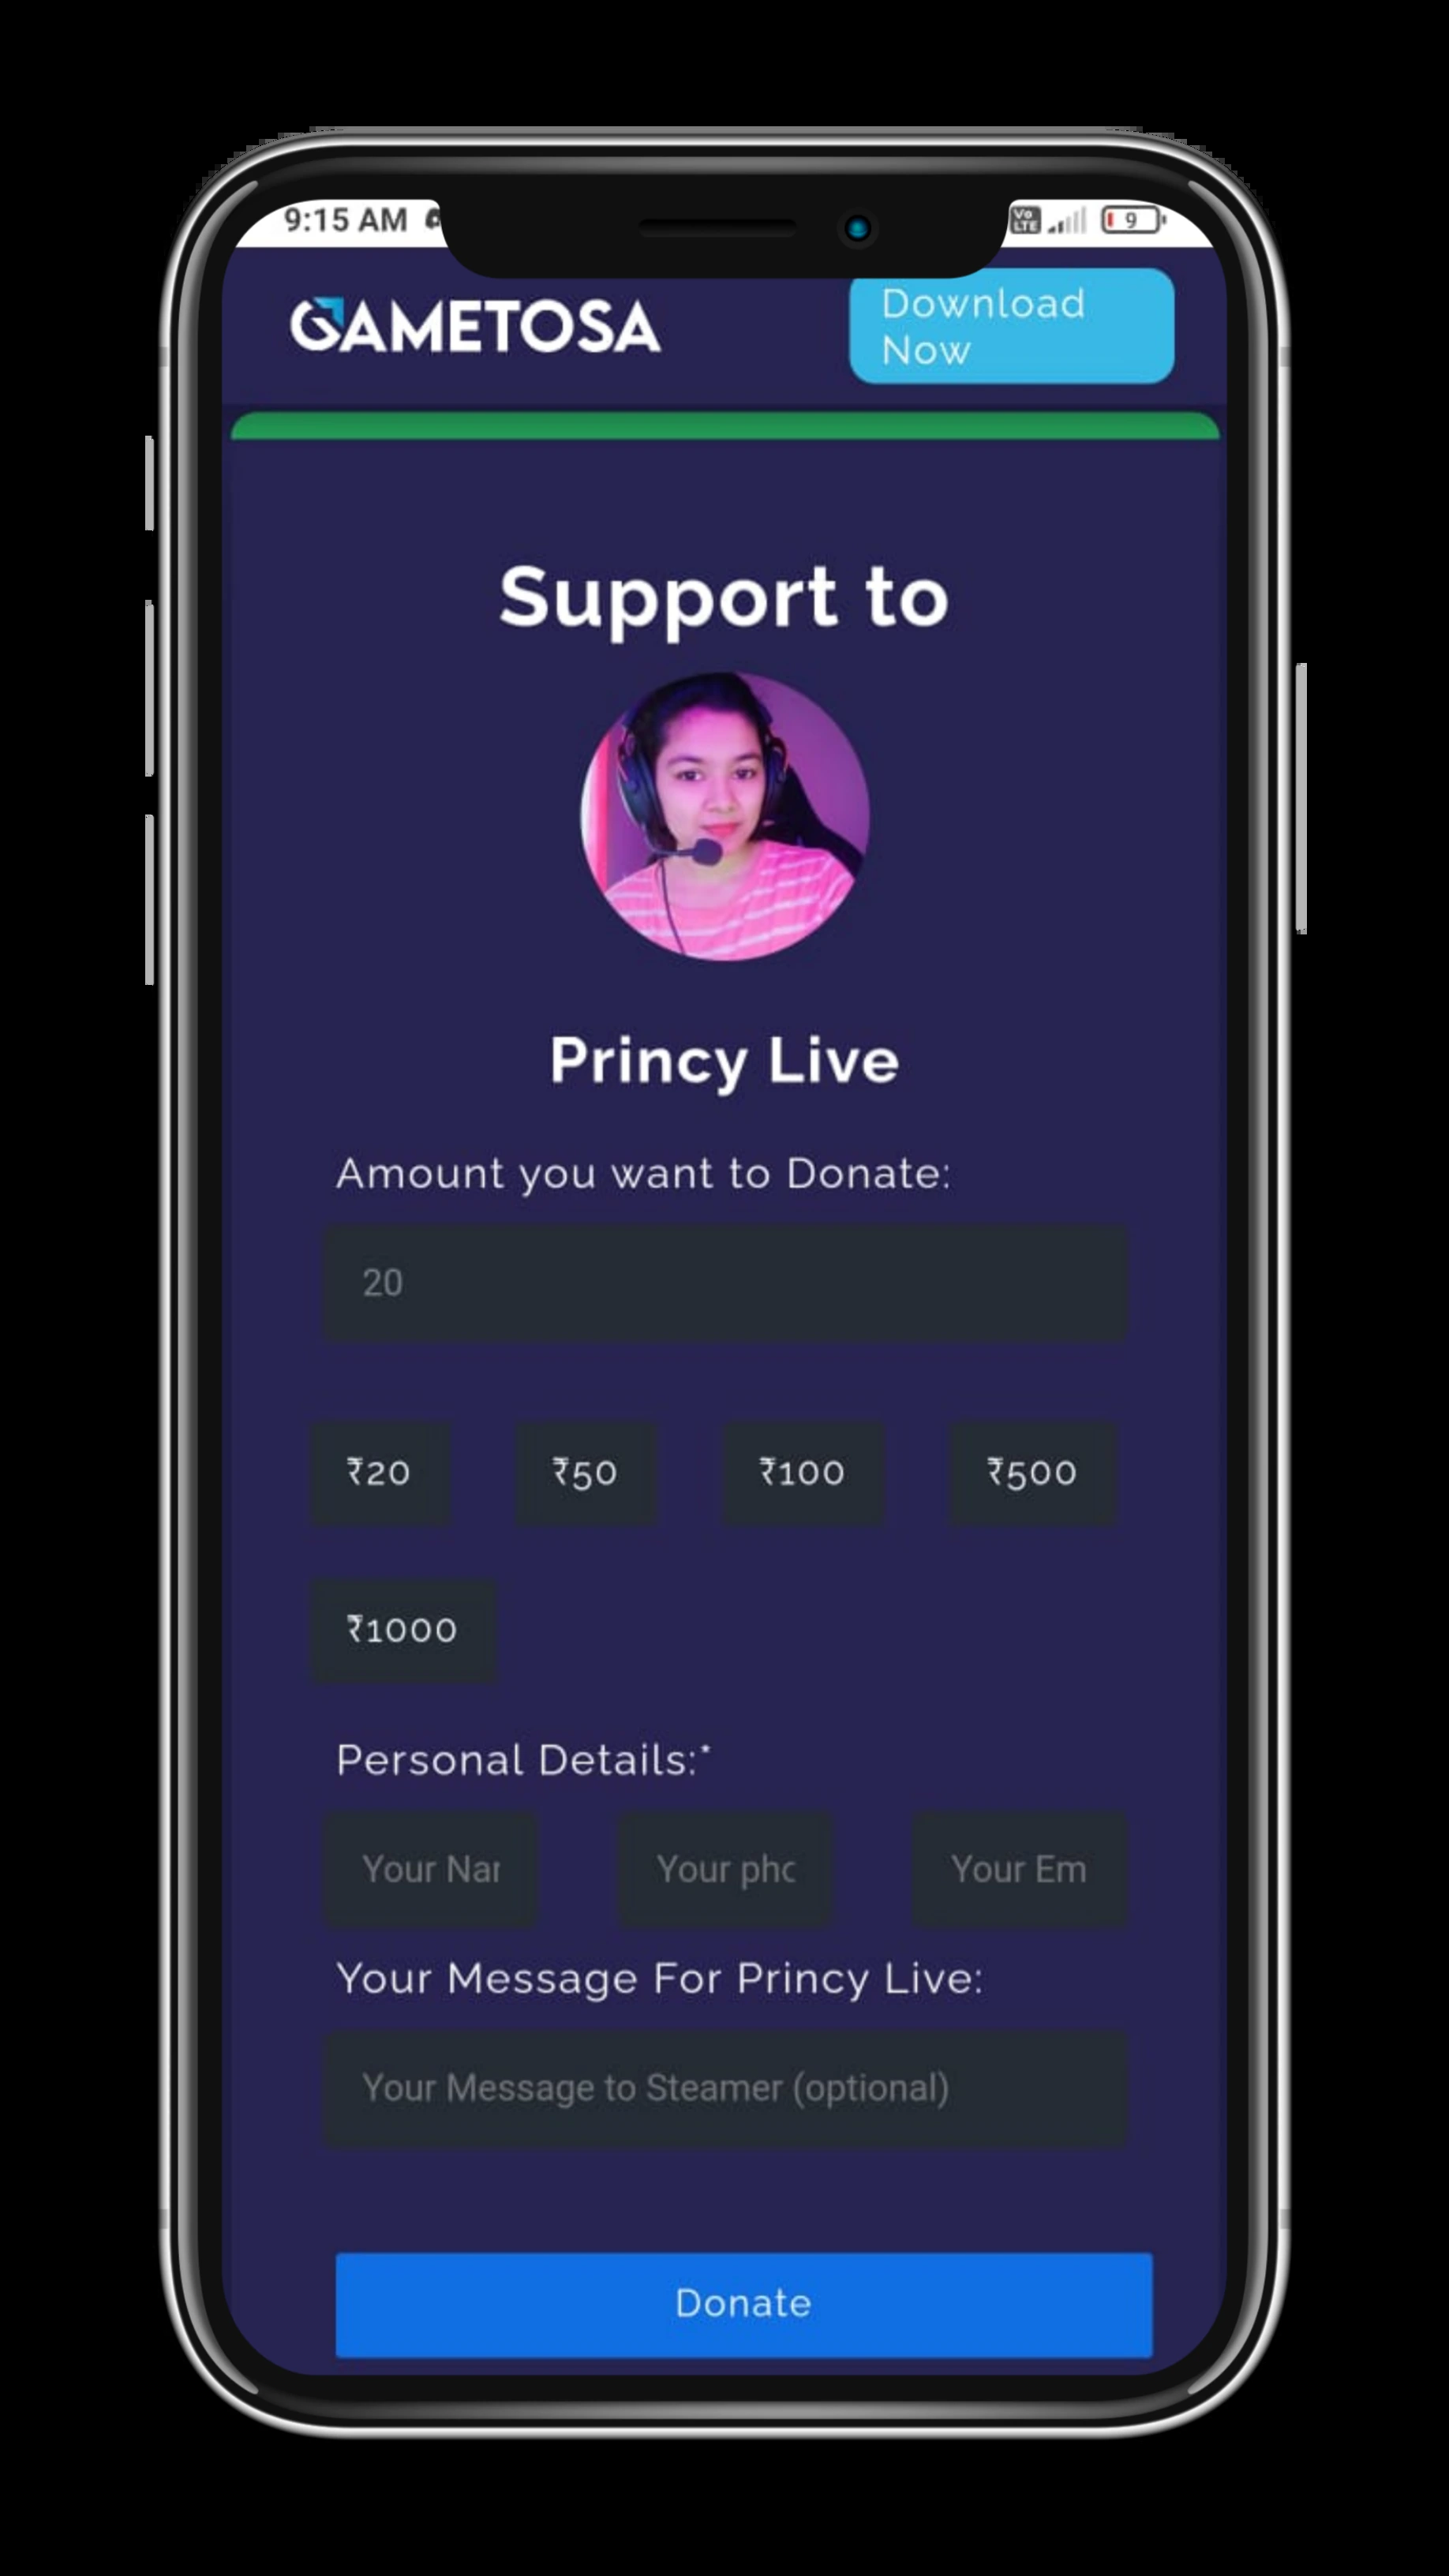 9:15 AM
Vo
LTE
9
GAMETOSA
Download
Now
Support to
Princy Live
Amount you want to Donate:
20
₹20 ₹50 ₹100 ₹500
₹1000
Personal Details:*
Your Nar Your pho Your Em
Your Message For Princy Live:
Your Message to Steamer (optional)
Donate